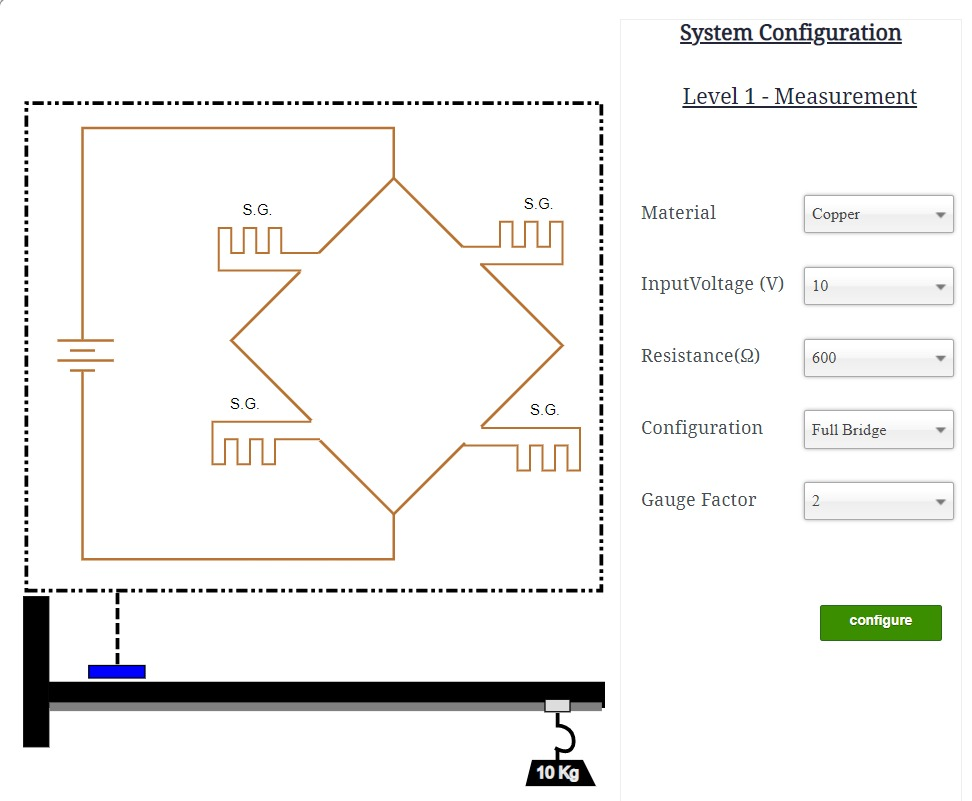 System Configuration
Level 1 - Measurement
S.G.
S.G.
S.G.
S.G.
10 Kg
Material
Copper
InputVoltage (V)
10
Resistance(Ω)
600
Configuration
Full Bridge
Gauge Factor
2
configure